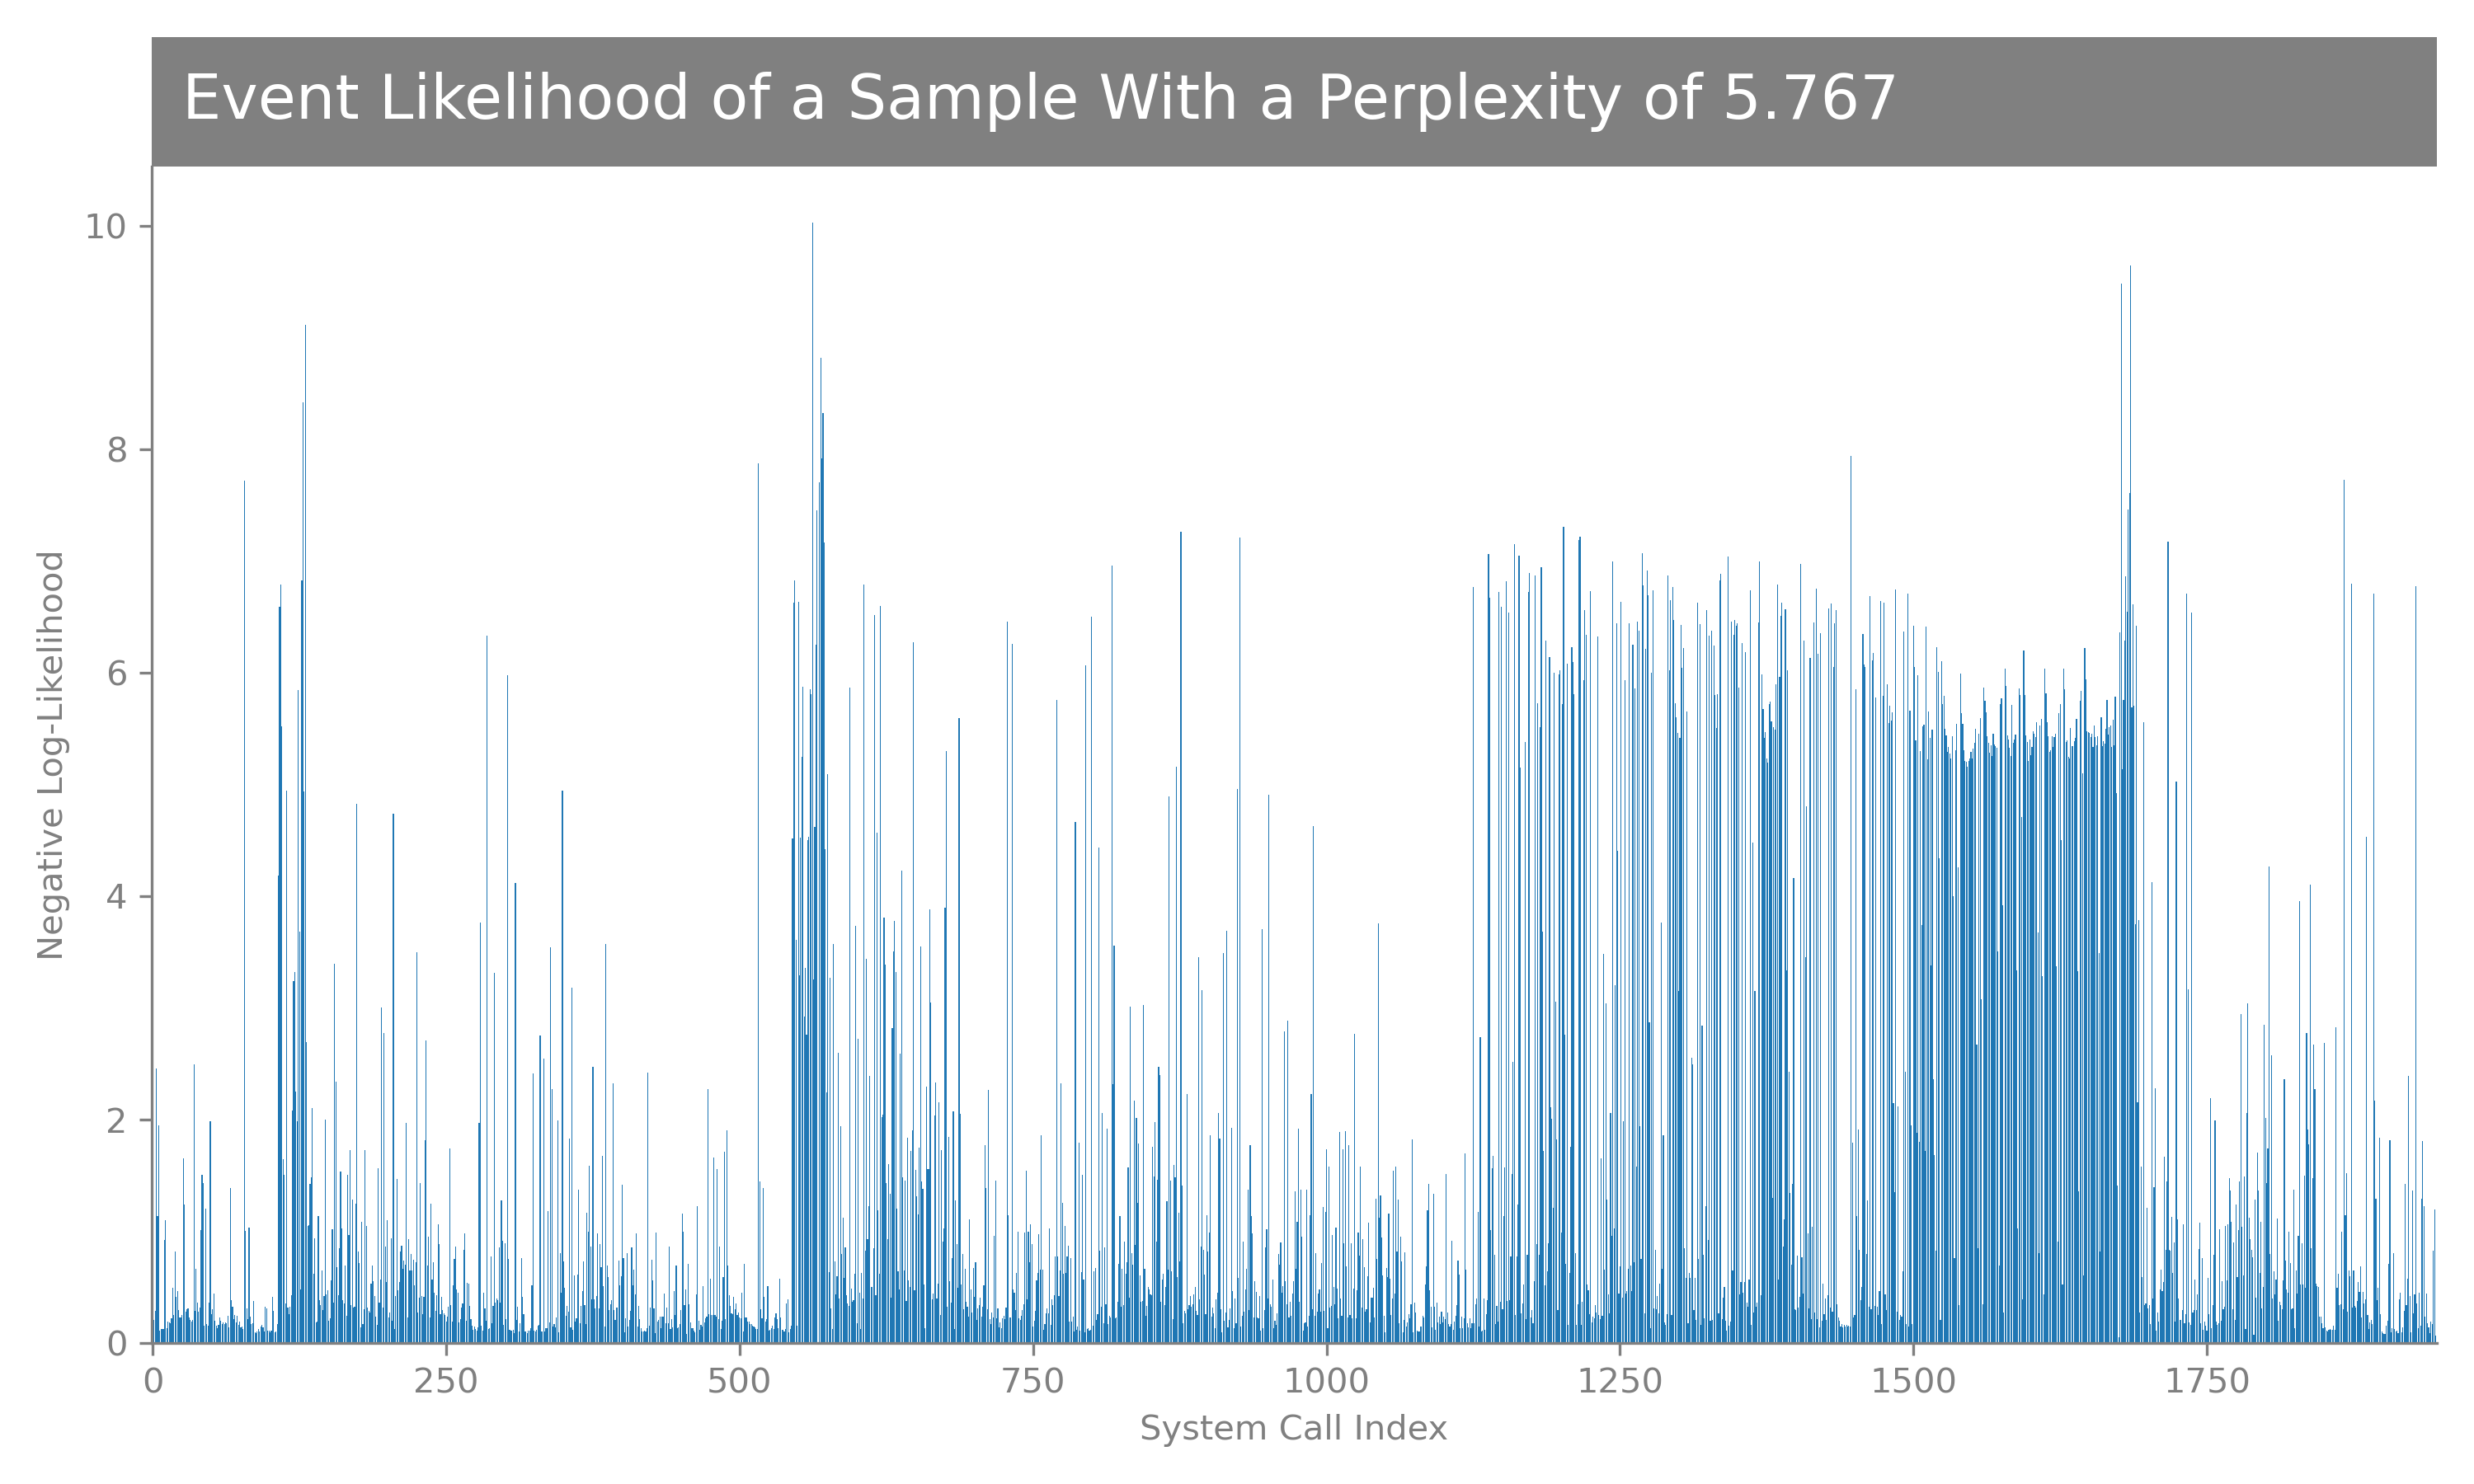 Event Likelihood of a Sample With a Perplexity of 5.767
10
8
6
4
2
0
Negative Log-Likelihood
0 250 500 750 1000 1250 1500 1750
System Call Index